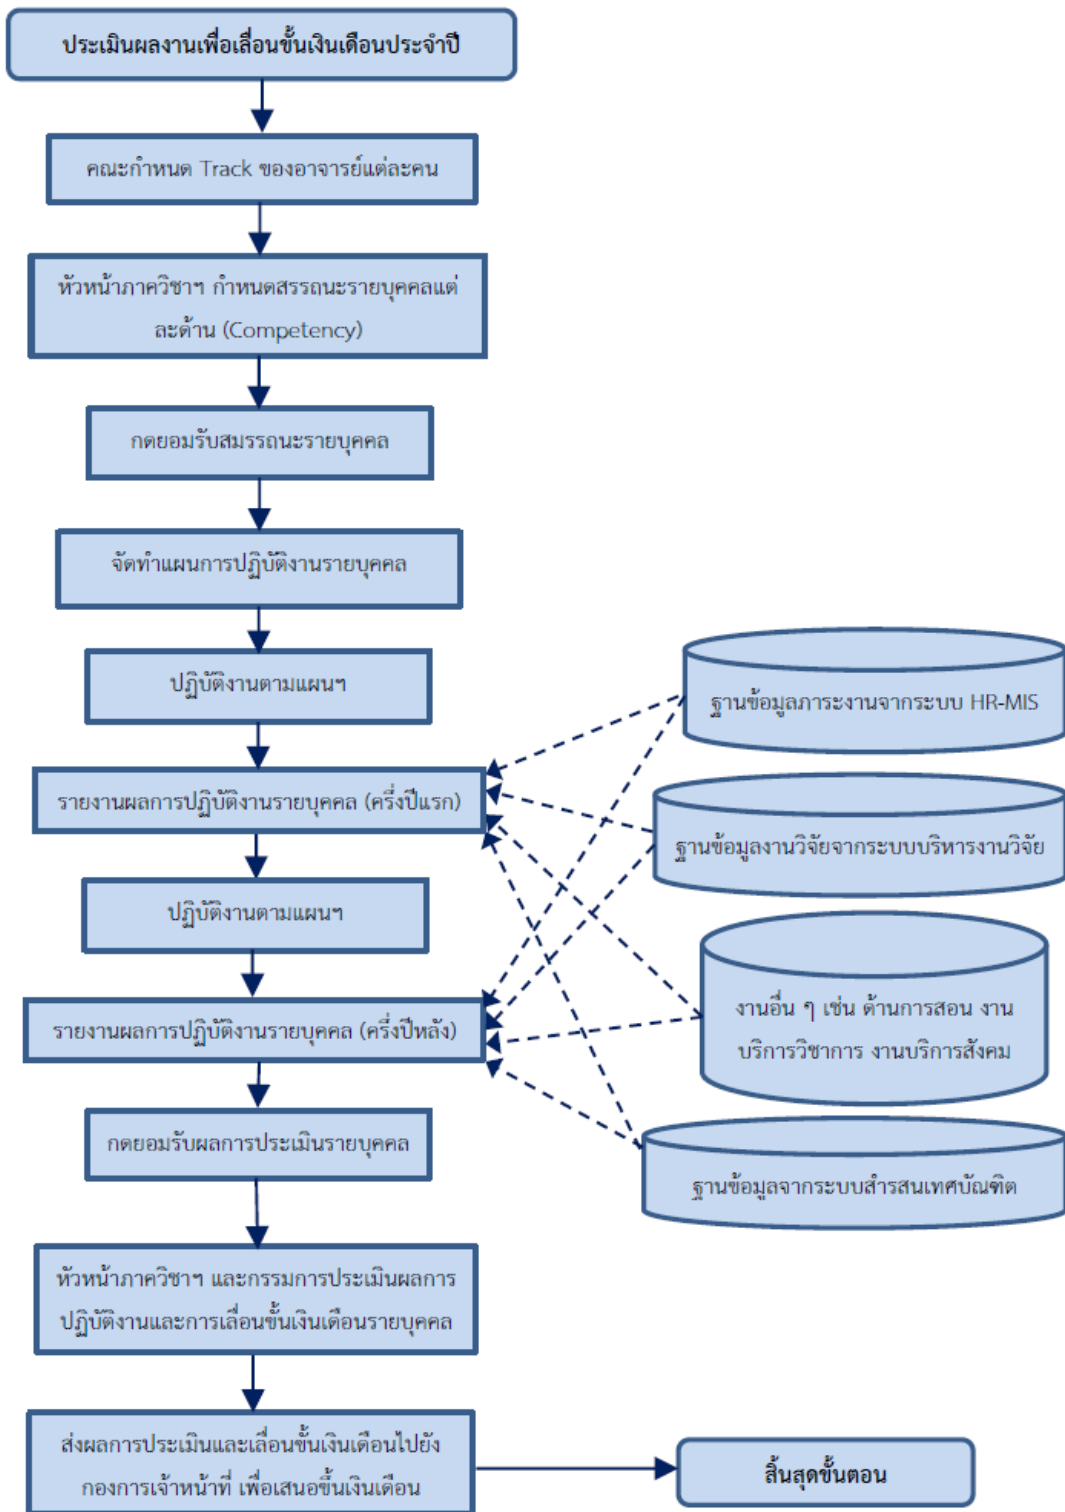 ประเมินผลงานเพื่อเลื่อนขั้นเงินเดือนประจำปี
คณะกำหนด Track ของอาจารย์แต่ละคน
หัวหน้าภาควิชาฯ กำหนดสรรถนะรายบุคคลแต่
ละด้าน (Competency)
กดยอมรับสมรรถนะรายบุคคล
จัดทำแผนการปฏิบัติงานรายบุคคล
ปฏิบัติงานตามแผนฯ
รายงานผลการปฏิบัติงานรายบุคคล (ครึ่งปีแรก)
ปฏิบัติงานตามแผนฯ
รายงานผลการปฏิบัติงานรายบุคคล (ครึ่งปีหลัง)
กดยอมรับผลการประเมินรายบุคคล
หัวหน้าภาควิชาฯ และกรรมการประเมินผลการ
ปฏิบัติงานและการเลื่อนขั้นเงินเดือนรายบุคคล
ส่งผลการประเมินและเลื่อนขั้นเงินเดือนไปยัง
กองการเจ้าหน้าที่ เพื่อเสนอขึ้นเงินเดือน
สิ้นสุดขั้นตอน
ฐานข้อมูลภาระงานจากระบบ HR-MIS
ฐานข้อมูลงานวิจัยจากระบบบริหารงานวิจัย
งานอื่น ๆ เช่น ด้านการสอน งาน
บริการวิชาการ งานบริการสังคม
ฐานข้อมูลจากระบบสำรสนเทศบัณฑิต